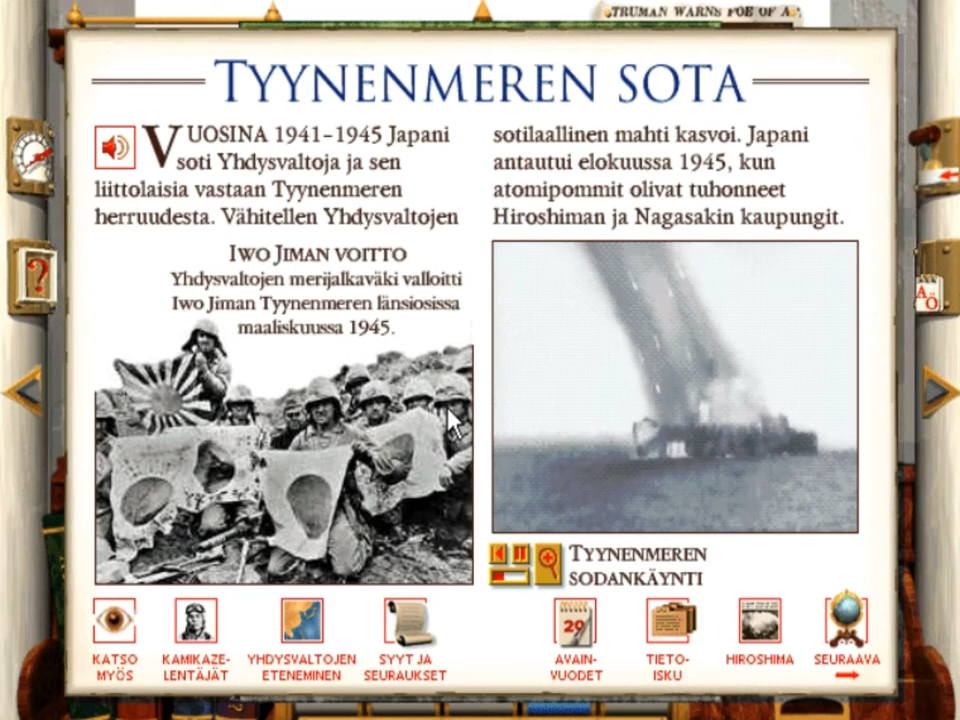 TRUMAN WARNS FOE OF A
TYYNENMEREN SOTA
VUOSINA 1941–1945 Japani
soti Yhdysvaltoja ja sen
liittolaisia vastaan Tyynenmeren
herruudesta. Vähitellen Yhdysvaltojen
sotilaallinen mahti kasvoi. Japani
antautui elokuussa 1945, kun
atomipommit olivat tuhonneet
Hiroshiman ja Nagasakin kaupungit.
IWO JIMAN VOITTO
Yhdysvaltojen merijalkaväki valloitti
Iwo Jiman Tyynenmeren länsiosissa
maaliskuussa 1945.
TYYNENMEREN
SODANKÄYNTI
?
A
Ö
29
KATSO
MYÖS
KAMIKAZE-
LENTÄJÄT
YHDYSVALTOJEN
ETENEMINEN
SYYT JA
SEURAUKSET
AVAIN-
VUODET
TIETO-
ISKU
HIROSHIMA
SEURAAVA